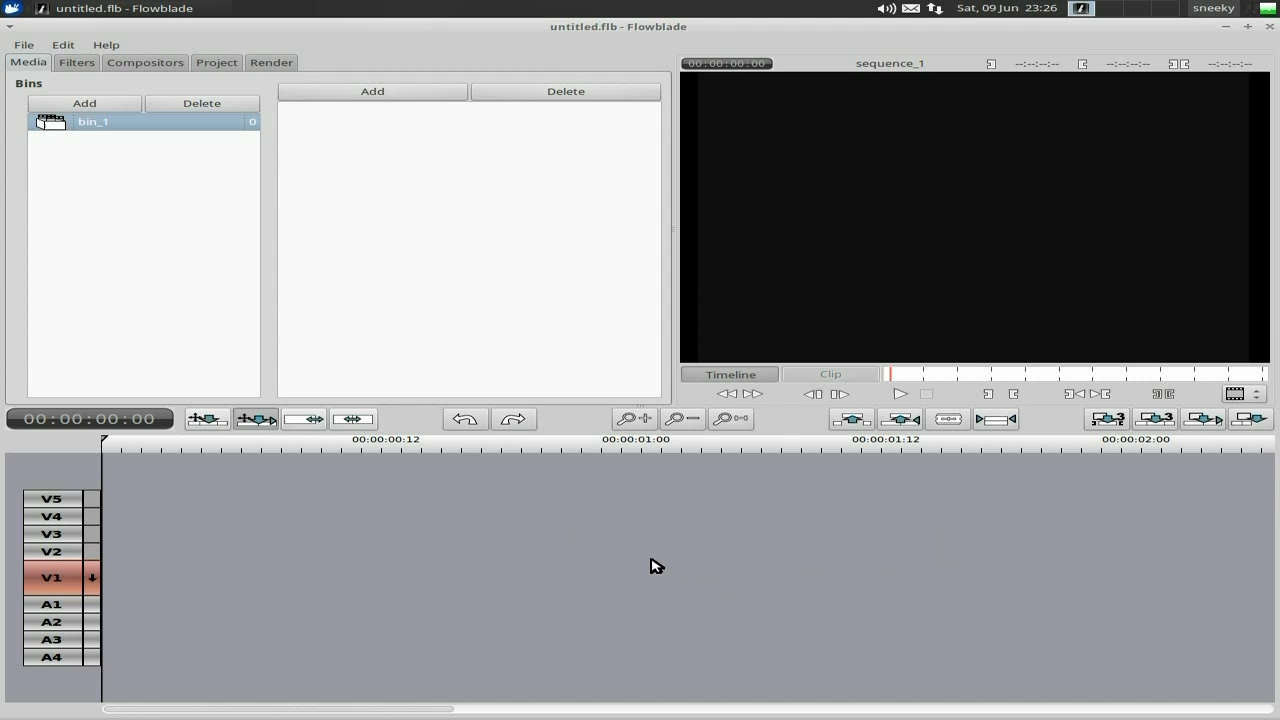 untitled.flb - Flowblade
Sat, 09 Jun 23:26
sneeky
untitled.flb - Flowblade
File Edit Help
Media Filters Compositors Project Render
00:00:00:00 sequence_1 --:--:--:-- --:--:--:-- --:--:--:--
Bins
Add Delete
Add Delete
bin_1 0
Timeline Clip
00:00:00:00
3 3
00:00:00:12 00:00:01:00 00:00:01:12 00:00:02:00
V5
V4
V3
V2
V1
A1
A2
A3
A4